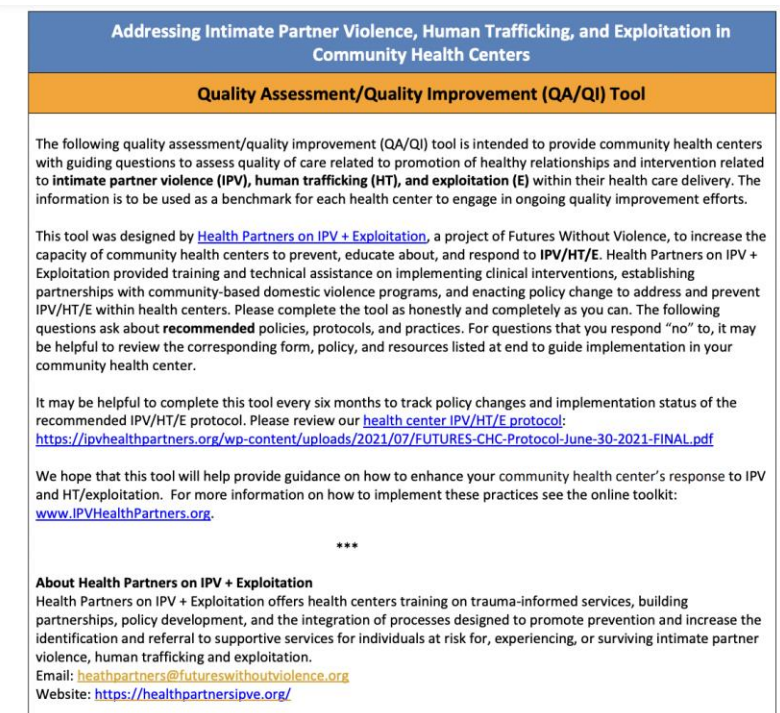 Addressing Intimate Partner Violence, Human Trafficking, and Exploitation in
Community Health Centers
Quality Assessment/Quality Improvement (QA/QI) Tool
The following quality assessment/quality improvement (QA/QI) tool is intended to provide community health centers
with guiding questions to assess quality of care related to promotion of healthy relationships and intervention related
to intimate partner violence (IPV), human trafficking (HT), and exploitation (E) within their health care delivery. The
information is to be used as a benchmark for each health center to engage in ongoing quality improvement efforts.
This tool was designed by Health Partners on IPV + Exploitation, a project of Futures Without Violence, to increase the
capacity of community health centers to prevent, educate about, and respond to IPV/HT/E. Health Partners on IPV +
Exploitation provided training and technical assistance on implementing clinical interventions, establishing
partnerships with community-based domestic violence programs, and enacting policy change to address and prevent
IPV/HT/E within health centers. Please complete the tool as honestly and completely as you can. The following
questions ask about recommended policies, protocols, and practices. For questions that you respond “no” to, it may
be helpful to review the corresponding form, policy, and resources listed at end to guide implementation in your
community health center.
It may be helpful to complete this tool every six months to track policy changes and implementation status of the
recommended IPV/HT/E protocol. Please review our health center IPV/HT/E protocol:
https://ipvhealthpartners.org/wp-content/uploads/2021/07/FUTURES-CHC-Protocol-June-30-2021-FINAL.pdf
We hope that this tool will help provide guidance on how to enhance your community health center’s response to IPV
and HT/exploitation. For more information on how to implement these practices see the online toolkit:
www.IPVHealthPartners.org.
***
About Health Partners on IPV + Exploitation
Health Partners on IPV + Exploitation offers health centers training on trauma-informed services, building
partnerships, policy development, and the integration of processes designed to promote prevention and increase the
identification and referral to supportive services for individuals at risk for, experiencing, or surviving intimate partner
violence, human trafficking and exploitation.
Email: heathpartners@futureswithoutviolence.org
Website: https://healthpartnersipve.org/